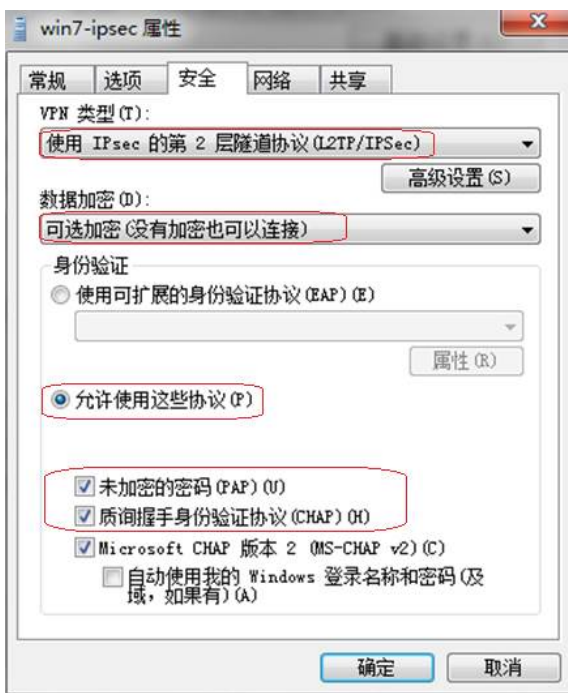 win7-ipsec 属性
常规 选项 安全 网络 共享
VPN 类型(T):
使用 IPsec 的第 2 层隧道协议(L2TP/IPSec)
高级设置(S)
数据加密(D):
可选加密(没有加密也可以连接)
身份验证
使用可扩展的身份验证协议(EAP)(E)
属性(R)
允许使用这些协议(P)
未加密的密码(PAP)(U)
质询握手身份验证协议(CHAP)(H)
Microsoft CHAP 版本 2 (MS-CHAP v2)(C)
自动使用我的 Windows 登录名称和密码(及
域，如果有)(A)
确定 取消